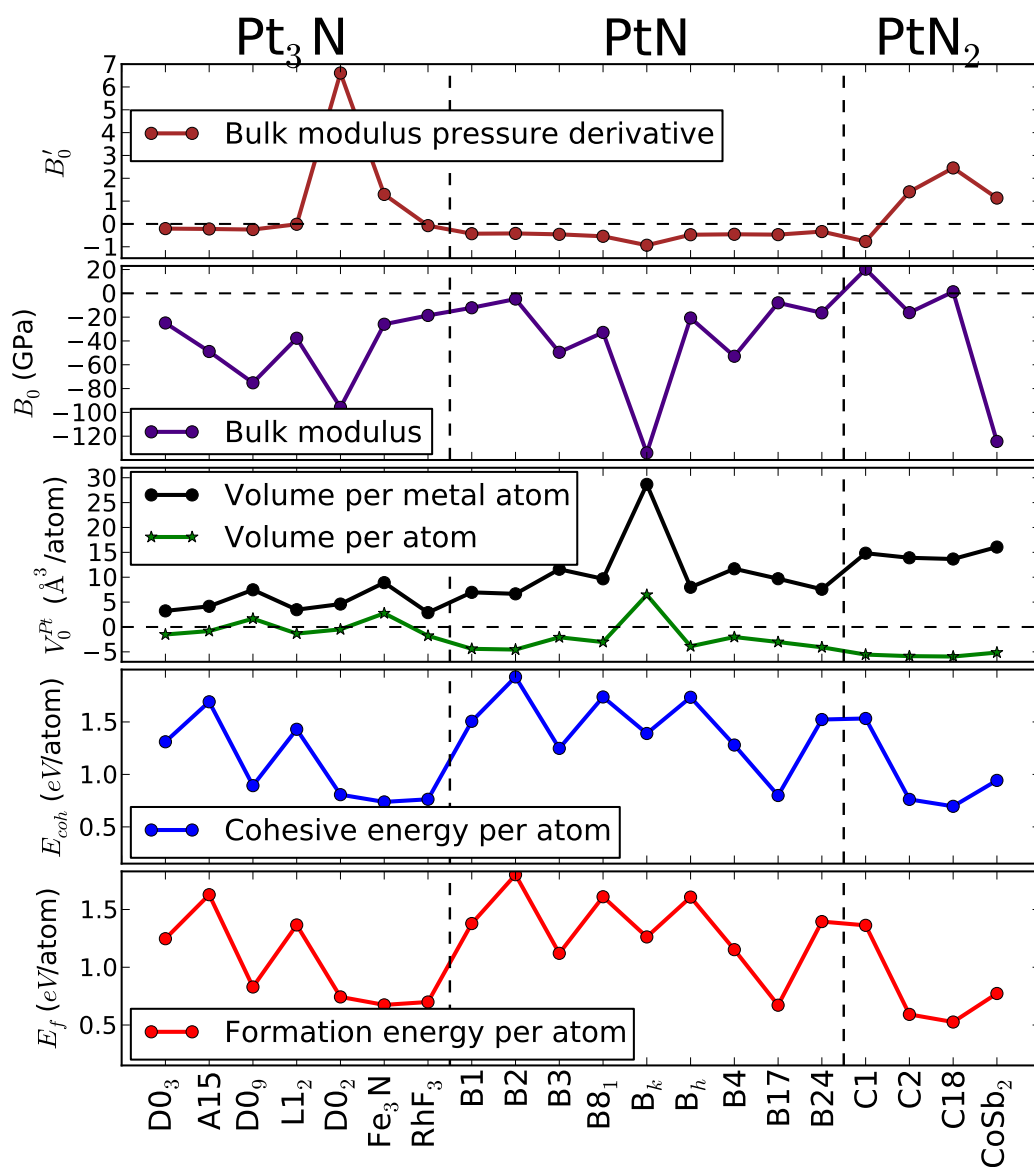 Pt₃N PtN PtN₂
7
6
5
4
3
2
1
0
−1
B₀′
Bulk modulus pressure derivative
20
0
−20
−40
−60
−80
−100
−120
B₀ (GPa)
Bulk modulus
30
25
20
15
10
5
0
−5
V₀ᴾᵗ (Å³/atom)
Volume per metal atom
Volume per atom
1.5
1.0
0.5
E_coh (eV/atom)
Cohesive energy per atom
1.5
1.0
0.5
E_f (eV/atom)
Formation energy per atom
D0₃ A15 D0₉ L1₂ D0₂ Fe₃N RhF₃ B1 B2 B3 B8₁ Bₖ Bₕ B4 B17 B24 C1 C2 C18 CoSb₂